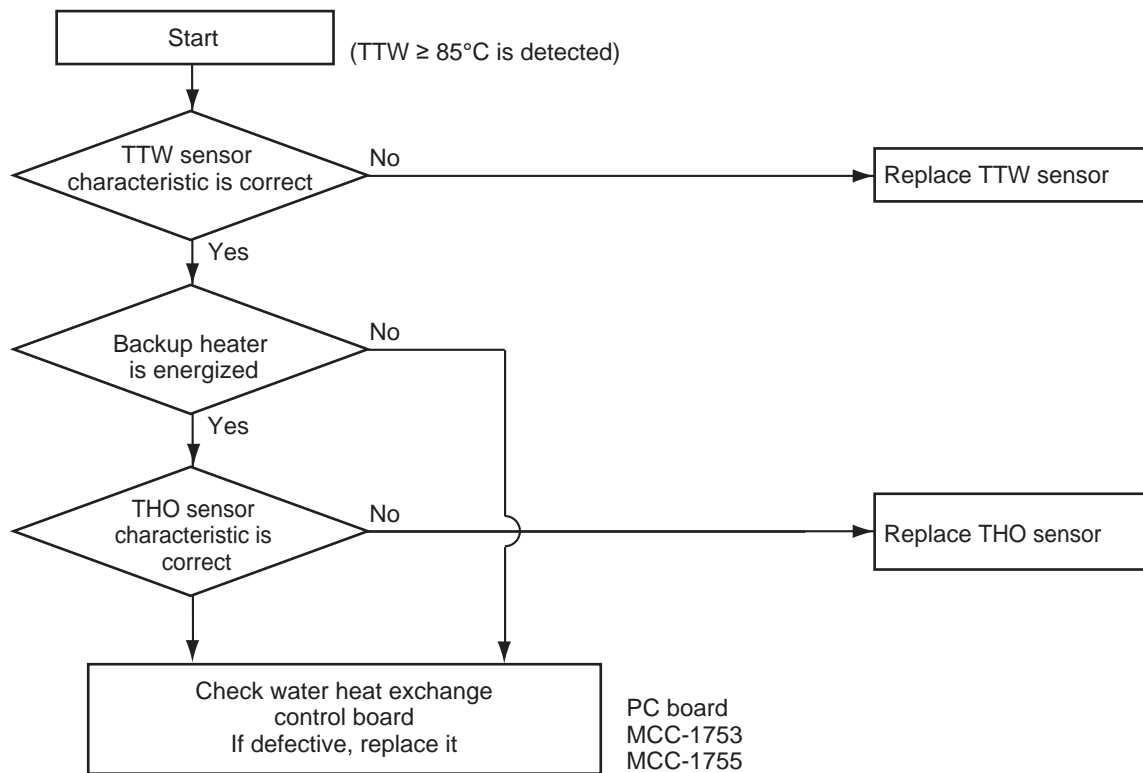 Start
(TTW ≥ 85°C is detected)
TTW sensor
characteristic is correct
No
Replace TTW sensor
Yes
Backup heater
is energized
No
Yes
THO sensor
characteristic is
correct
No
Replace THO sensor
Check water heat exchange
control board
If defective, replace it
PC board
MCC-1753
MCC-1755